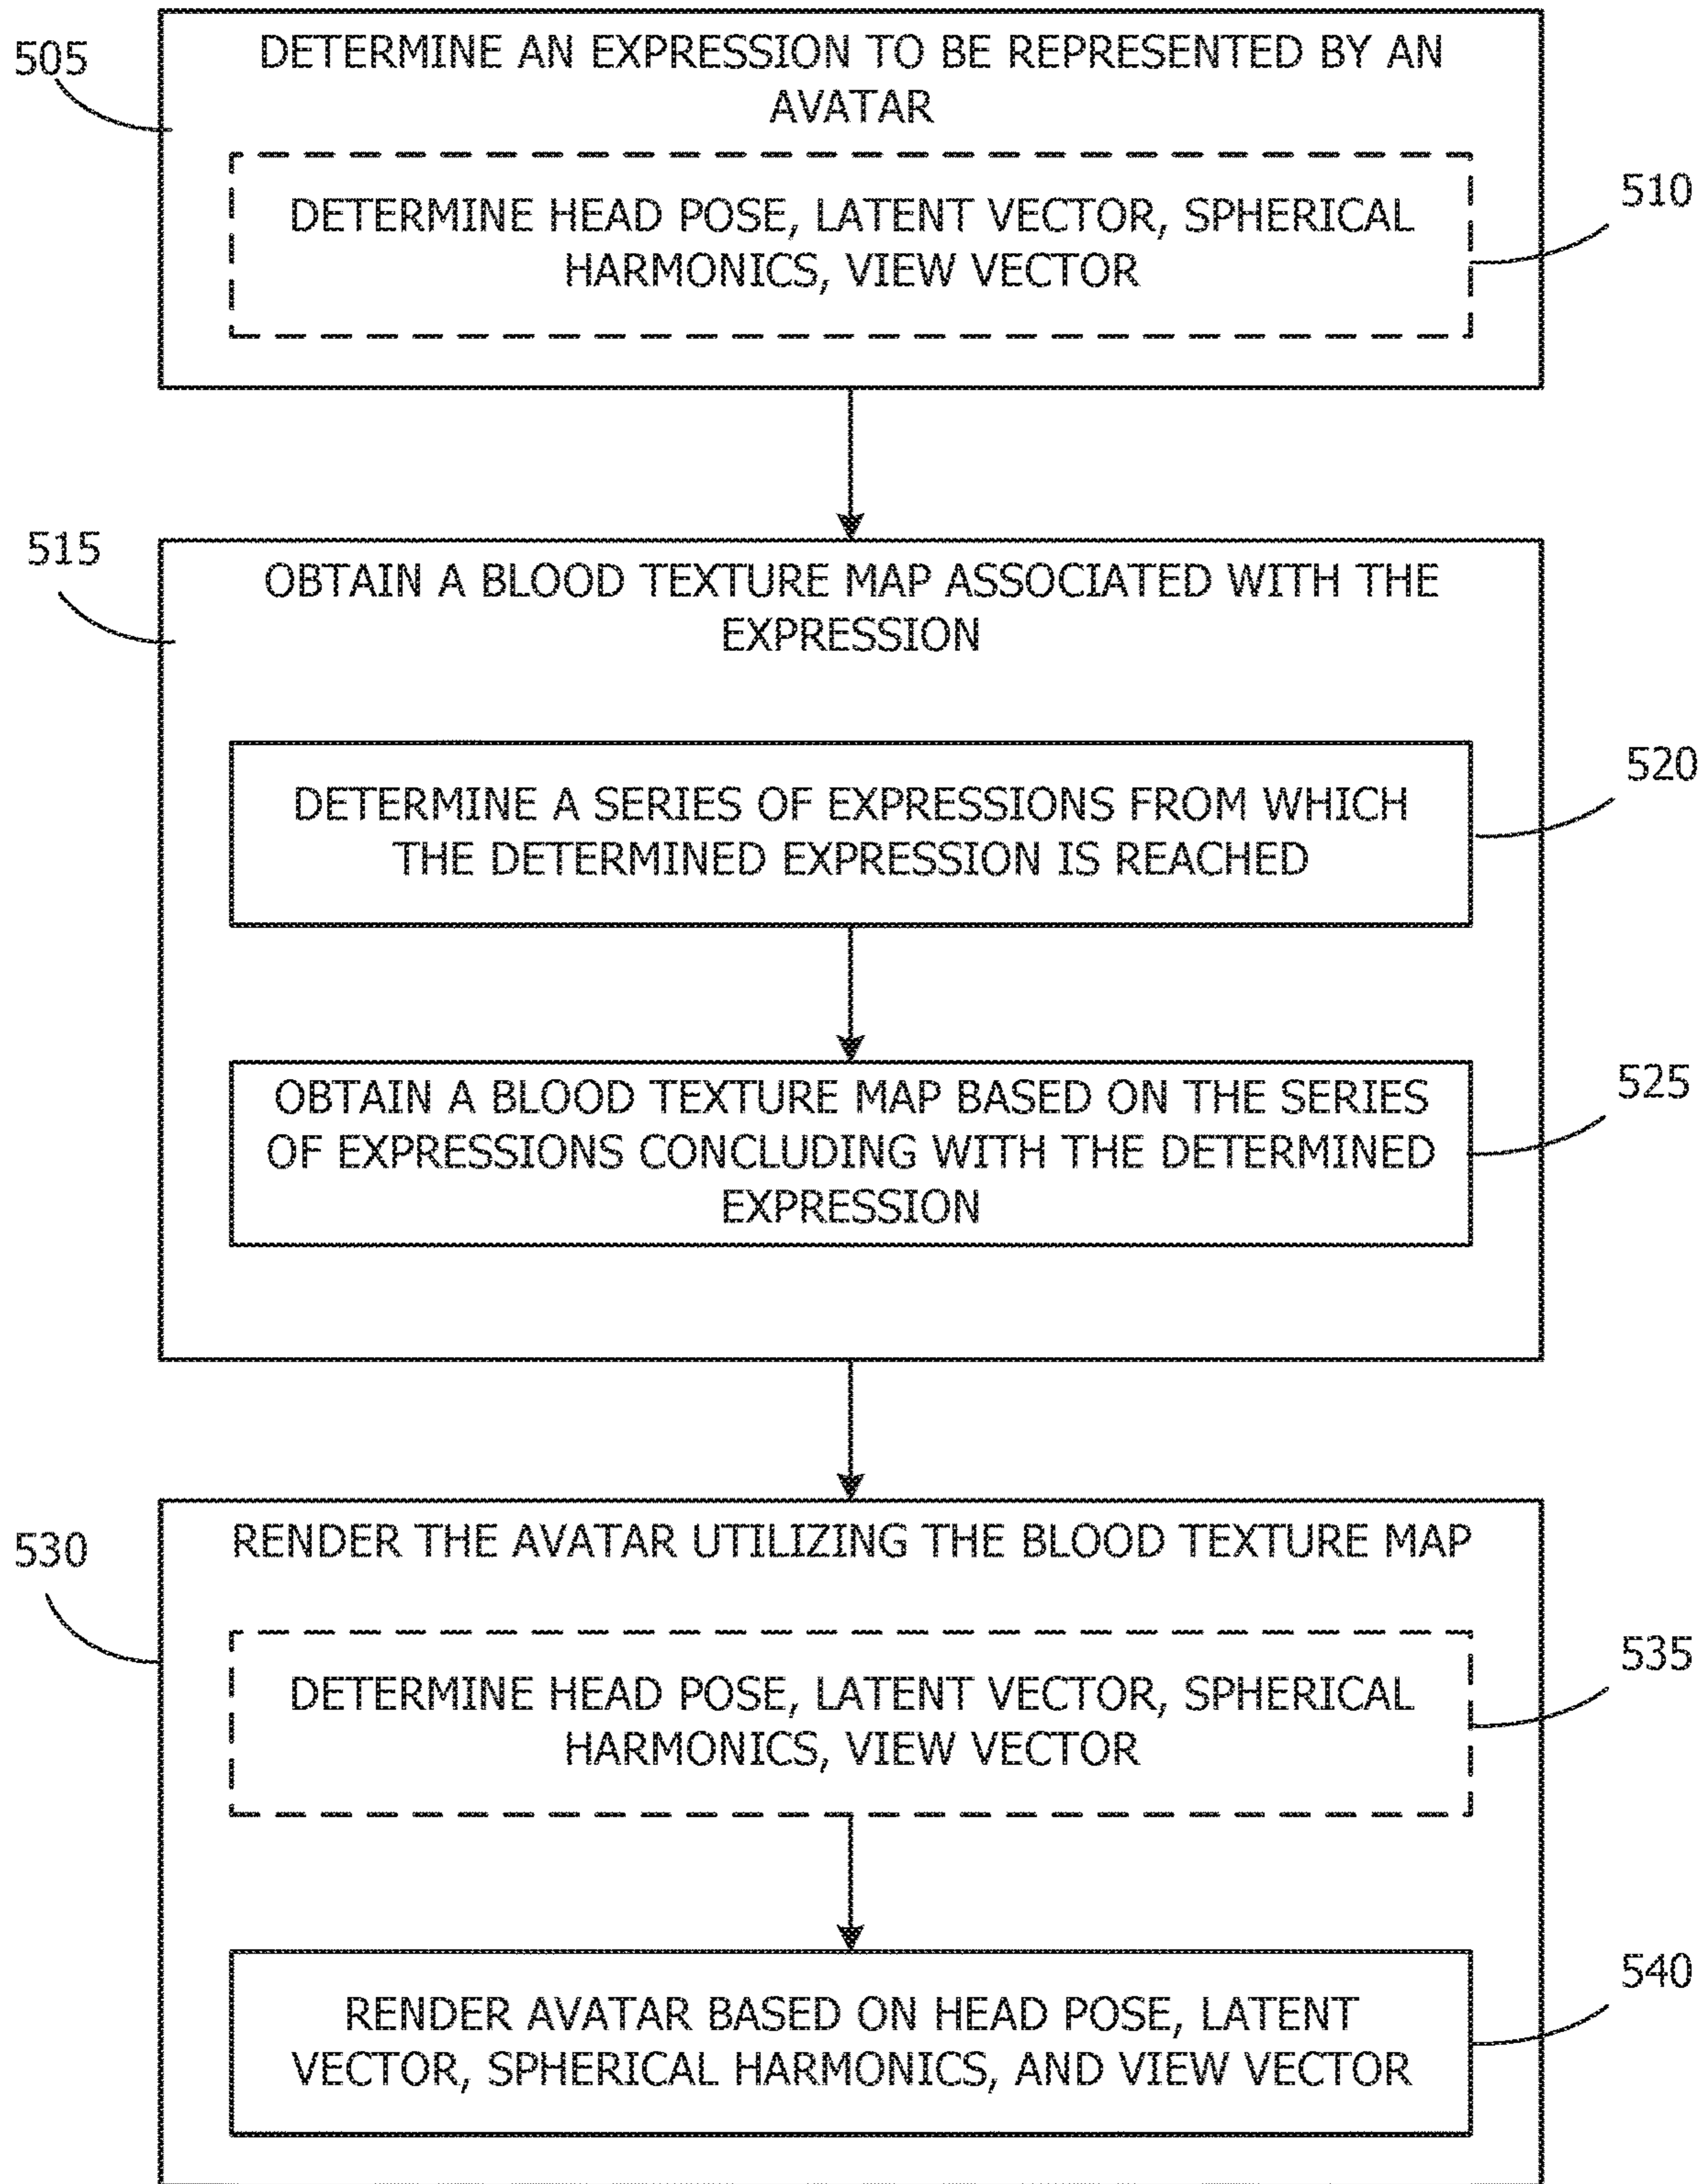 505
DETERMINE AN EXPRESSION TO BE REPRESENTED BY AN
AVATAR
510
DETERMINE HEAD POSE, LATENT VECTOR, SPHERICAL
HARMONICS, VIEW VECTOR
515
OBTAIN A BLOOD TEXTURE MAP ASSOCIATED WITH THE
EXPRESSION
520
DETERMINE A SERIES OF EXPRESSIONS FROM WHICH
THE DETERMINED EXPRESSION IS REACHED
525
OBTAIN A BLOOD TEXTURE MAP BASED ON THE SERIES
OF EXPRESSIONS CONCLUDING WITH THE DETERMINED
EXPRESSION
530
RENDER THE AVATAR UTILIZING THE BLOOD TEXTURE MAP
535
DETERMINE HEAD POSE, LATENT VECTOR, SPHERICAL
HARMONICS, VIEW VECTOR
540
RENDER AVATAR BASED ON HEAD POSE, LATENT
VECTOR, SPHERICAL HARMONICS, AND VIEW VECTOR